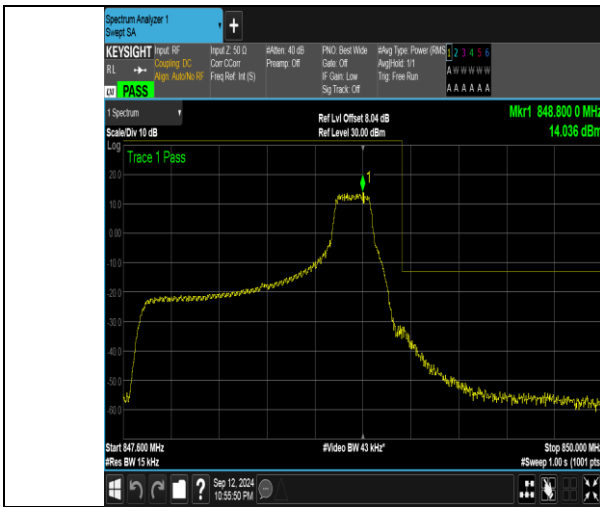 Spectrum Analyzer 1
Swept SA
+
KEYSIGHT Input: RF Input Z: 50 Ω #Atten: 40 dB PNO: Best Wide #Avg Type: Power (RMS 1 2 3 4 5 6
RL Coupling: DC Corr CCorr Preamp: Off Gate: Off Avg|Hold: 1/1 A W W W W W
Align: Auto/No RF Freq Ref: Int (S) IF Gain: Low Trig: Free Run
LXI PASS Sig Track: Off A A A A A A
1 Spectrum Ref Lvl Offset 8.04 dB Mkr1 848.800 0 MHz
Scale/Div 10 dB Ref Level 30.00 dBm 14.036 dBm
Log
Trace 1 Pass
20.0
1
10.0
0.00
-10.0
-20.0
-30.0
-40.0
-50.0
-60.0
Start 847.600 MHz #Video BW 43 kHz* Stop 850.000 MHz
#Res BW 15 kHz #Sweep 1.00 s (1001 pts
? Sep 12, 2024
10:55:50 PM